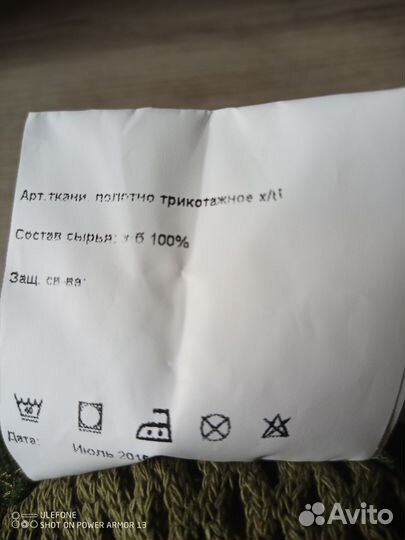 Арт.ткани полотно трикотажное х/
Состав сырья: х б 100%
Защ. св-ва:
40
Дата: Июль 2015
ULEFONE
SHOT ON POWER ARMOR 13
Avito